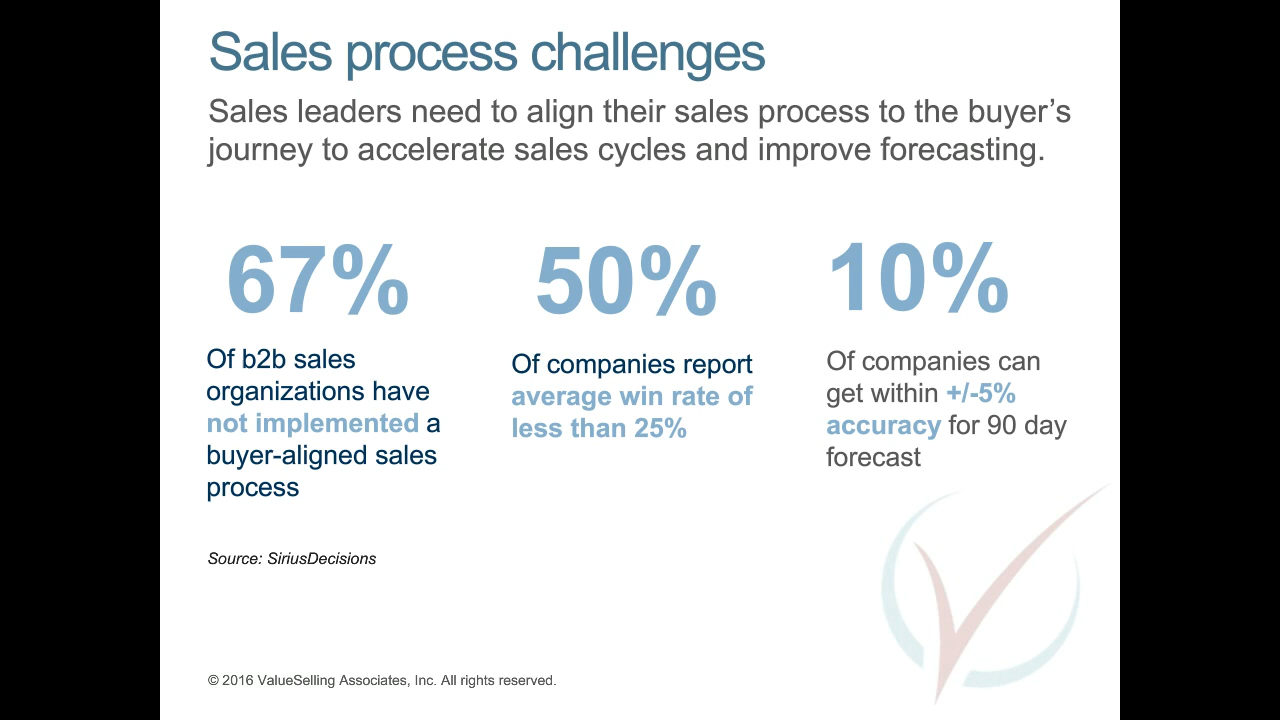 Sales process challenges
Sales leaders need to align their sales process to the buyer’s
journey to accelerate sales cycles and improve forecasting.
67%
Of b2b sales
organizations have
not implemented a
buyer-aligned sales
process
50%
Of companies report
average win rate of
less than 25%
10%
Of companies can
get within +/-5%
accuracy for 90 day
forecast
Source: SiriusDecisions
© 2016 ValueSelling Associates, Inc. All rights reserved.